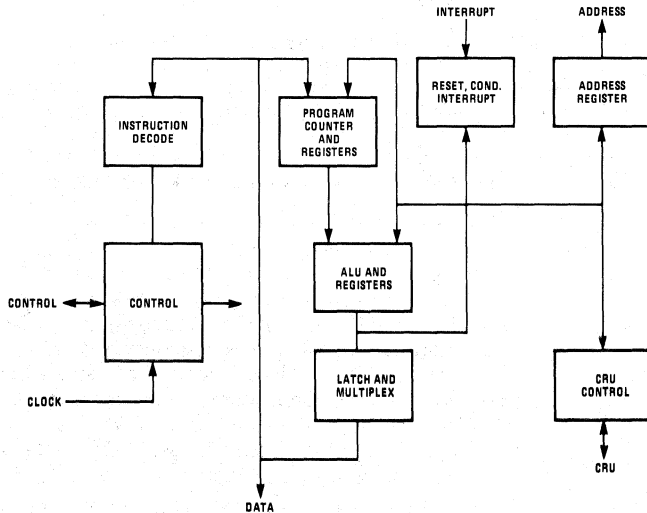 INTERRUPT
ADDRESS
INSTRUCTION
DECODE
PROGRAM
COUNTER
AND
REGISTERS
RESET, COND.
INTERRUPT
ADDRESS
REGISTER
CONTROL
CONTROL
ALU AND
REGISTERS
LATCH AND
MULTIPLEX
CRU
CONTROL
CLOCK
CRU
DATA